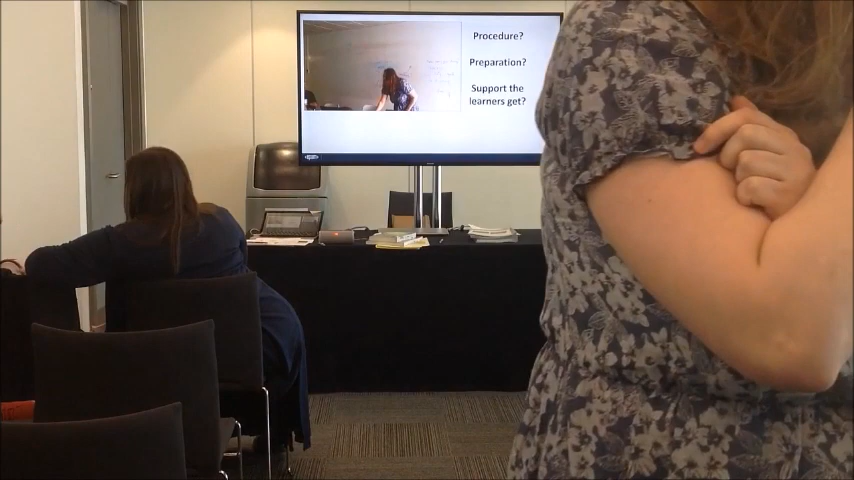 Procedure?
Preparation?
Support the
learners get?